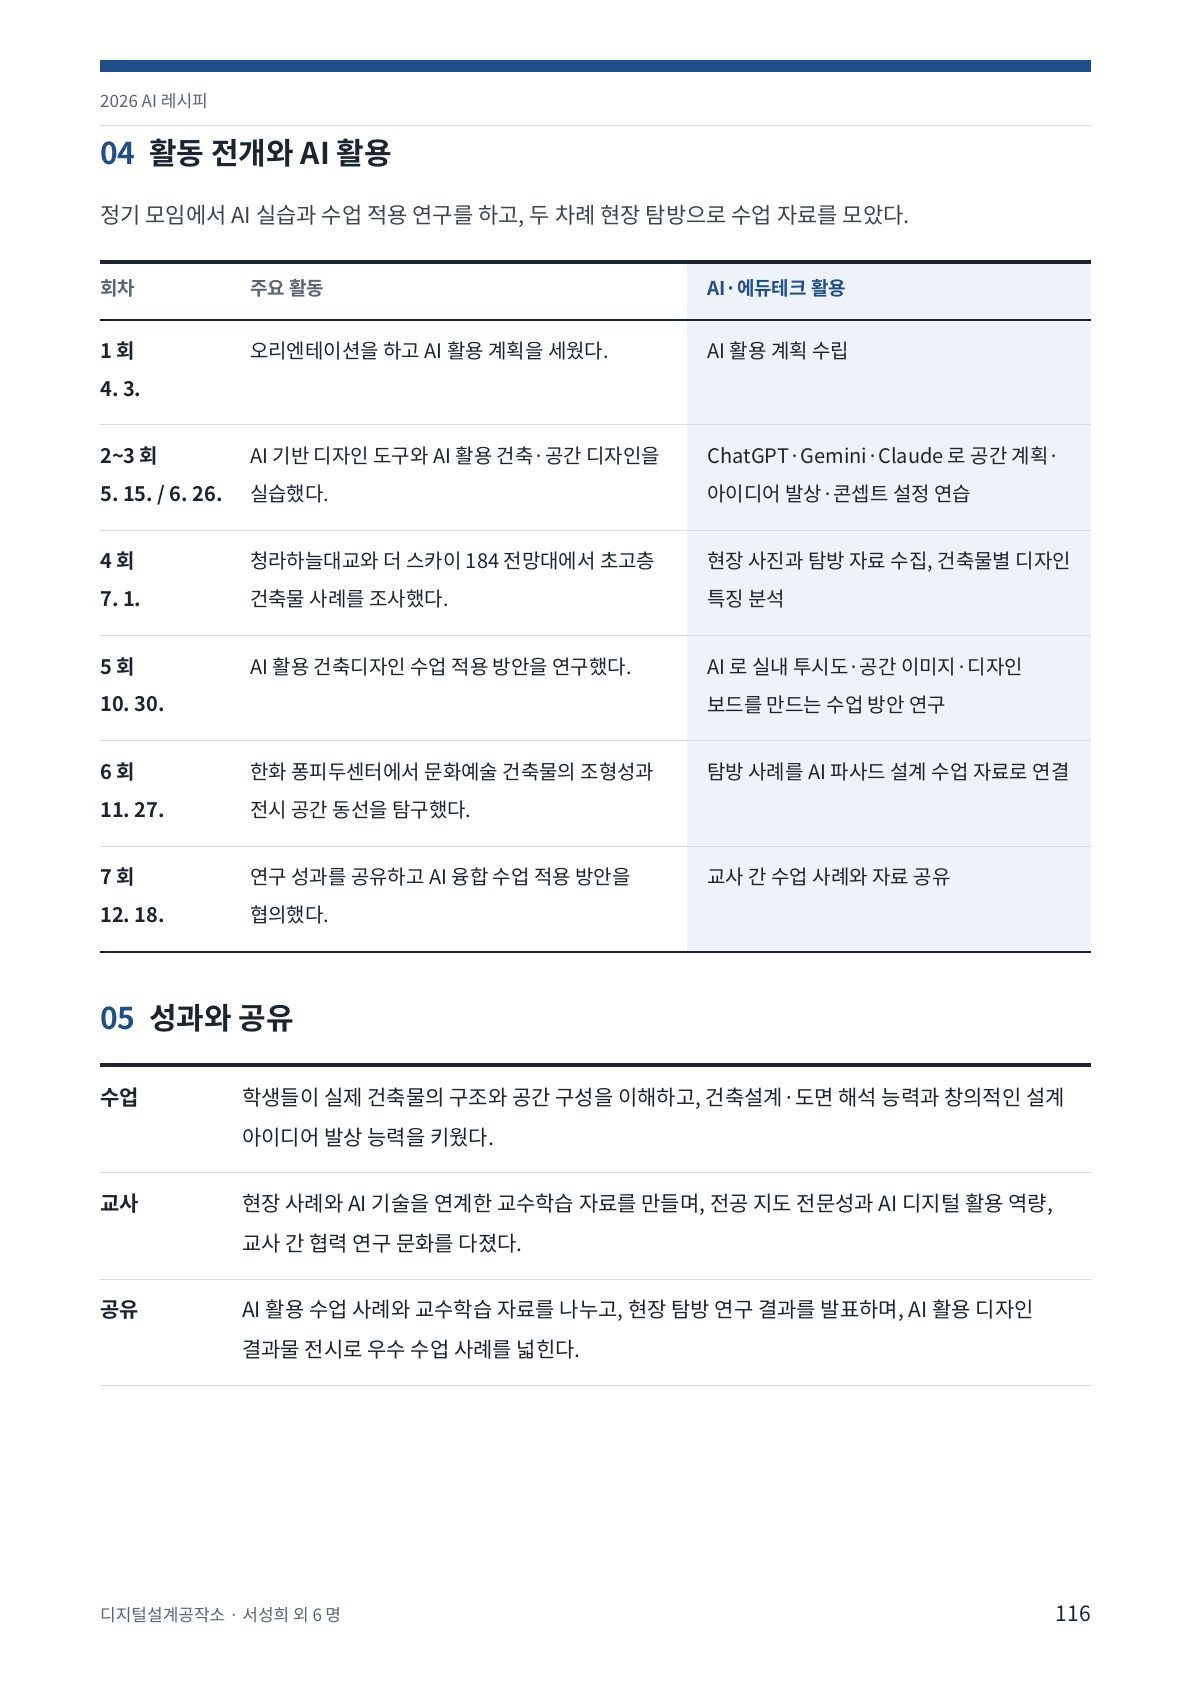 2026 AI 레시피
04 활동 전개와 AI 활용
정기 모임에서 AI 실습과 수업 적용 연구를 하고, 두 차례 현장 탐방으로 수업 자료를 모았다.
회차 주요 활동 AI·에듀테크 활용
1 회 오리엔테이션을 하고 AI 활용 계획을 세웠다. AI 활용 계획 수립
4. 3.
2~3 회 AI 기반 디자인 도구와 AI 활용 건축·공간 디자인을 ChatGPT·Gemini·Claude 로 공간 계획·
5. 15. / 6. 26. 실습했다. 아이디어 발상·콘셉트 설정 연습
4 회 청라하늘대교와 더 스카이 184 전망대에서 초고층 현장 사진과 탐방 자료 수집, 건축물별 디자인
7. 1. 건축물 사례를 조사했다. 특징 분석
5 회 AI 활용 건축디자인 수업 적용 방안을 연구했다. AI 로 실내 투시도·공간 이미지·디자인
10. 30. 보드를 만드는 수업 방안 연구
6 회 한화 퐁피두센터에서 문화예술 건축물의 조형성과 탐방 사례를 AI 파사드 설계 수업 자료로 연결
11. 27. 전시 공간 동선을 탐구했다.
7 회 연구 성과를 공유하고 AI 융합 수업 적용 방안을 교사 간 수업 사례와 자료 공유
12. 18. 협의했다.
05 성과와 공유
수업 학생들이 실제 건축물의 구조와 공간 구성을 이해하고, 건축설계·도면 해석 능력과 창의적인 설계
아이디어 발상 능력을 키웠다.
교사 현장 사례와 AI 기술을 연계한 교수학습 자료를 만들며, 전공 지도 전문성과 AI 디지털 활용 역량,
교사 간 협력 연구 문화를 다졌다.
공유 AI 활용 수업 사례와 교수학습 자료를 나누고, 현장 탐방 연구 결과를 발표하며, AI 활용 디자인
결과물 전시로 우수 수업 사례를 넓힌다.
디지털설계공작소 · 서성희 외 6 명 116